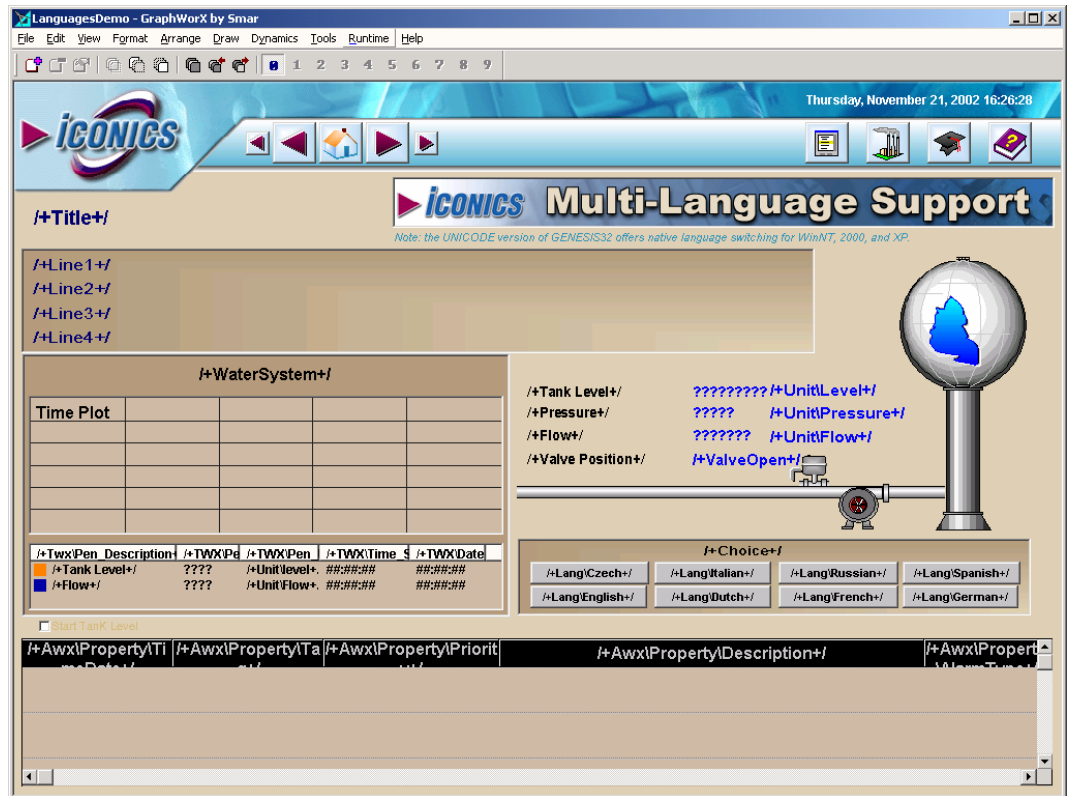 LanguagesDemo - GraphWorX by Smar
File Edit View Format Arrange Draw Dynamics Tools Runtime Help
0 1 2 3 4 5 6 7 8 9
Thursday, November 21, 2002 16:26:28
ICONICS
/+Title+/
ICONICS Multi-Language Support
Note: the UNICODE version of GENESIS32 offers native language switching for WinNT, 2000, and XP.
/+Line1+/
/+Line2+/
/+Line3+/
/+Line4+/
/+WaterSystem+/
Time Plot
/+Tank Level+/ ?????????/+Unit\Level+/
/+Pressure+/ ????? /+Unit\Pressure+/
/+Flow+/ ??????? /+Unit\Flow+/
/+Valve Position+/ /+ValveOpen+/
/+Twx\Pen_Description+ /+TWX\Pe /+TWX\Pen_ /+TWX\Time_S /+TWX\Date
/+Tank Level+/ ???? /+Unit\level+. ##:##:## ##:##:##
/+Flow+/ ???? /+Unit\Flow+. ##:##:## ##:##:##
/+Choice+/
/+Lang\Czech+/ /+Lang\Italian+/ /+Lang\Russian+/ /+Lang\Spanish+/
/+Lang\English+/ /+Lang\Dutch+/ /+Lang\French+/ /+Lang\German+/
Start TanK Level
/+Awx\Property\Ti /+Awx\Property\Ta /+Awx\Property\Priorit /+Awx\Property\Description+/ /+Awx\Propert